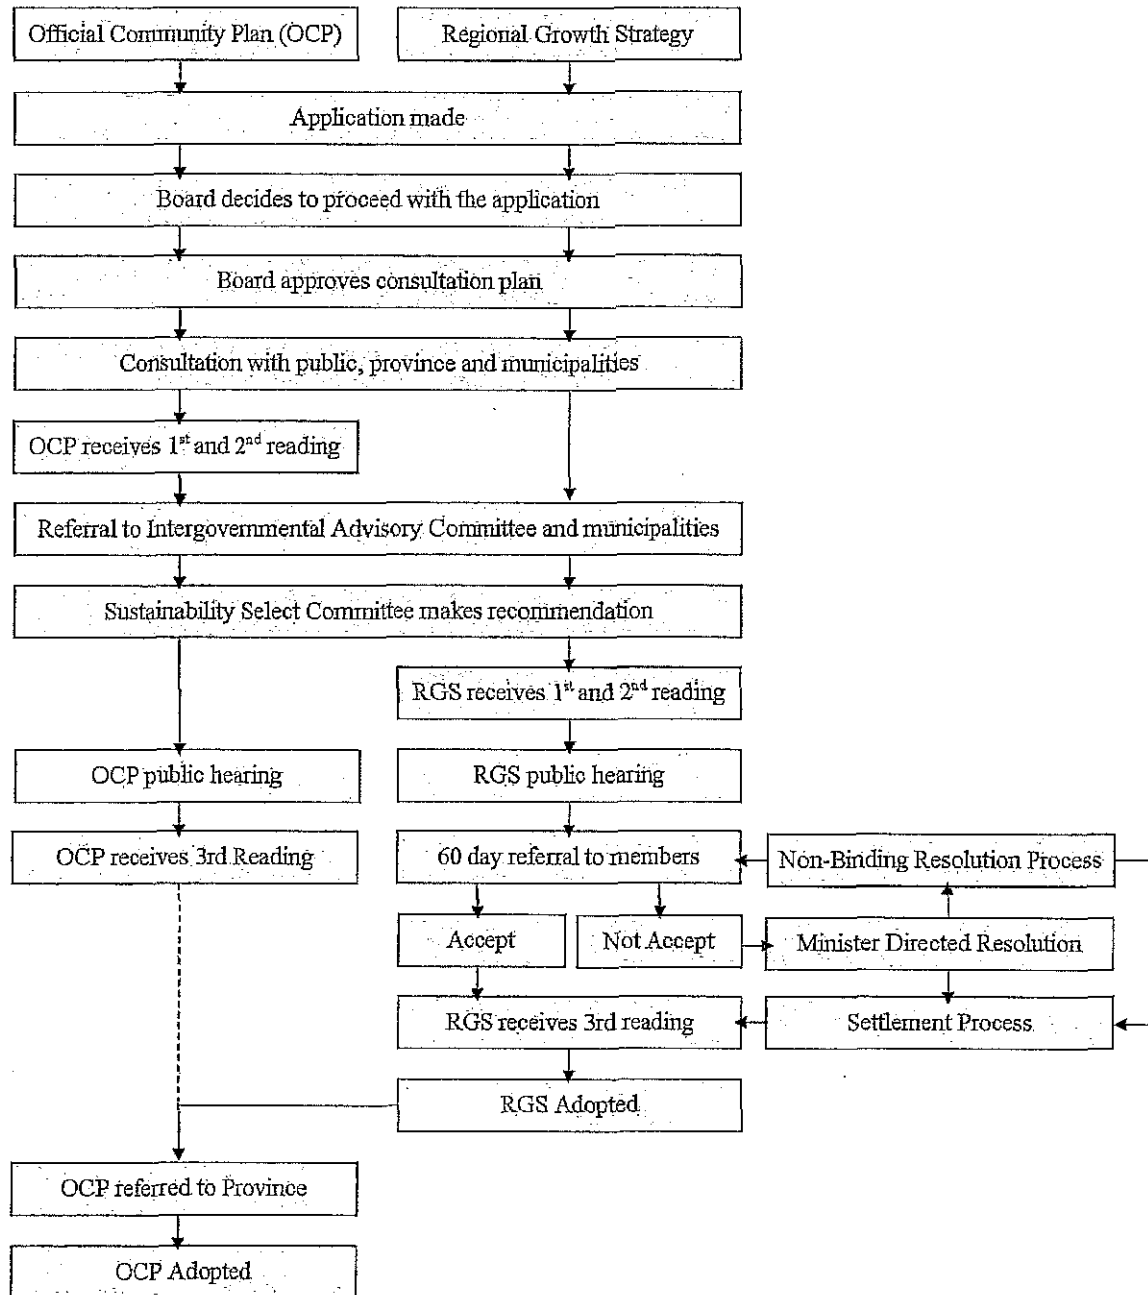 Official Community Plan (OCP)
Regional Growth Strategy
Application made
Board decides to proceed with the application
Board approves consultation plan
Consultation with public, province and municipalities
OCP receives 1st and 2nd reading
Referral to Intergovernmental Advisory Committee and municipalities
Sustainability Select Committee makes recommendation
RGS receives 1st and 2nd reading
OCP public hearing
RGS public hearing
OCP receives 3rd Reading
60 day referral to members
Non-Binding Resolution Process
Accept
Not Accept
Minister Directed Resolution
RGS receives 3rd reading
Settlement Process
RGS Adopted
OCP referred to Province
OCP Adopted